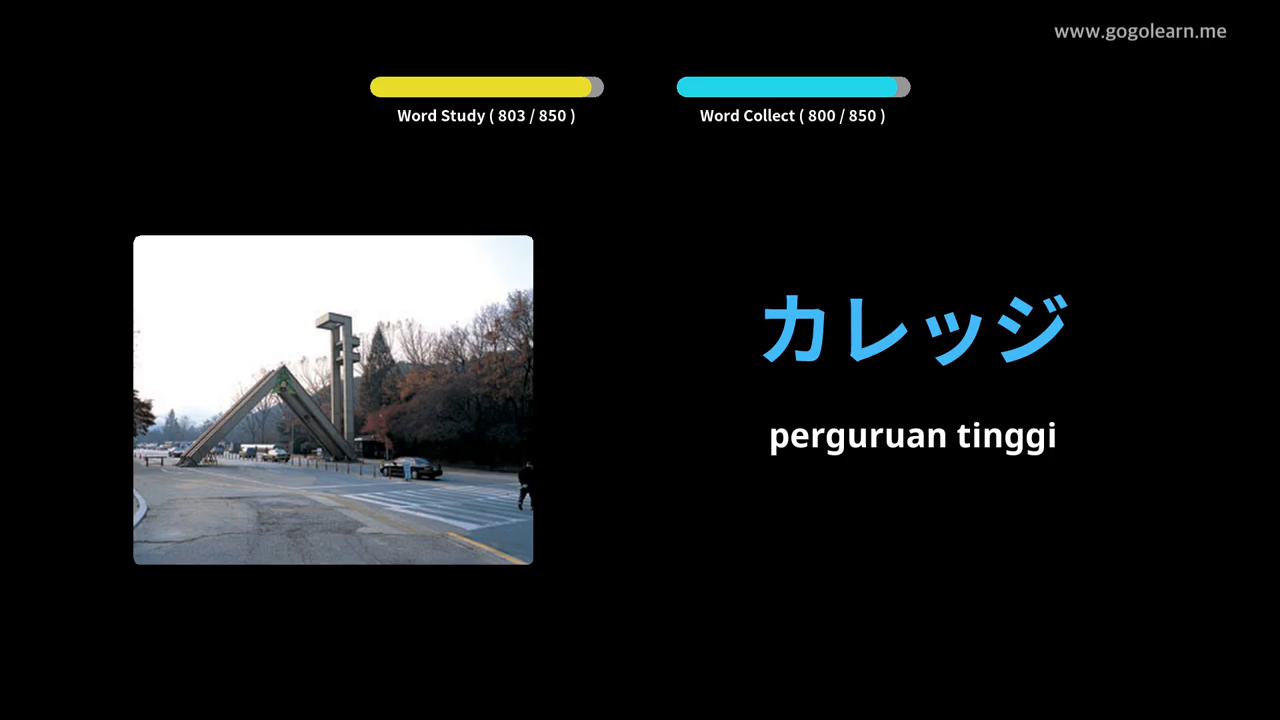 www.gogolearn.me
Word Study ( 803 / 850 )
Word Collect ( 800 / 850 )
カレッジ
perguruan tinggi